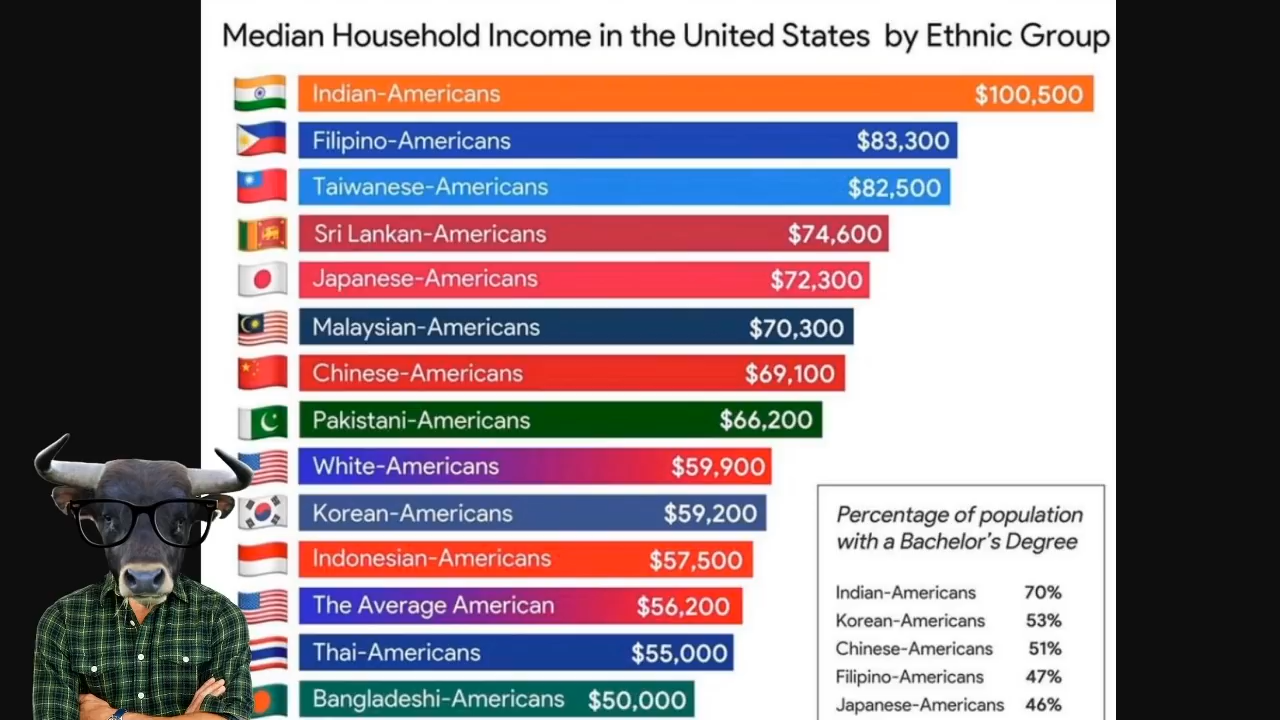 Median Household Income in the United States by Ethnic Group
Indian-Americans $100,500
Filipino-Americans $83,300
Taiwanese-Americans $82,500
Sri Lankan-Americans $74,600
Japanese-Americans $72,300
Malaysian-Americans $70,300
Chinese-Americans $69,100
Pakistani-Americans $66,200
White-Americans $59,900
Korean-Americans $59,200
Indonesian-Americans $57,500
The Average American $56,200
Thai-Americans $55,000
Bangladeshi-Americans $50,000
Percentage of population
with a Bachelor's Degree
Indian-Americans 70%
Korean-Americans 53%
Chinese-Americans 51%
Filipino-Americans 47%
Japanese-Americans 46%